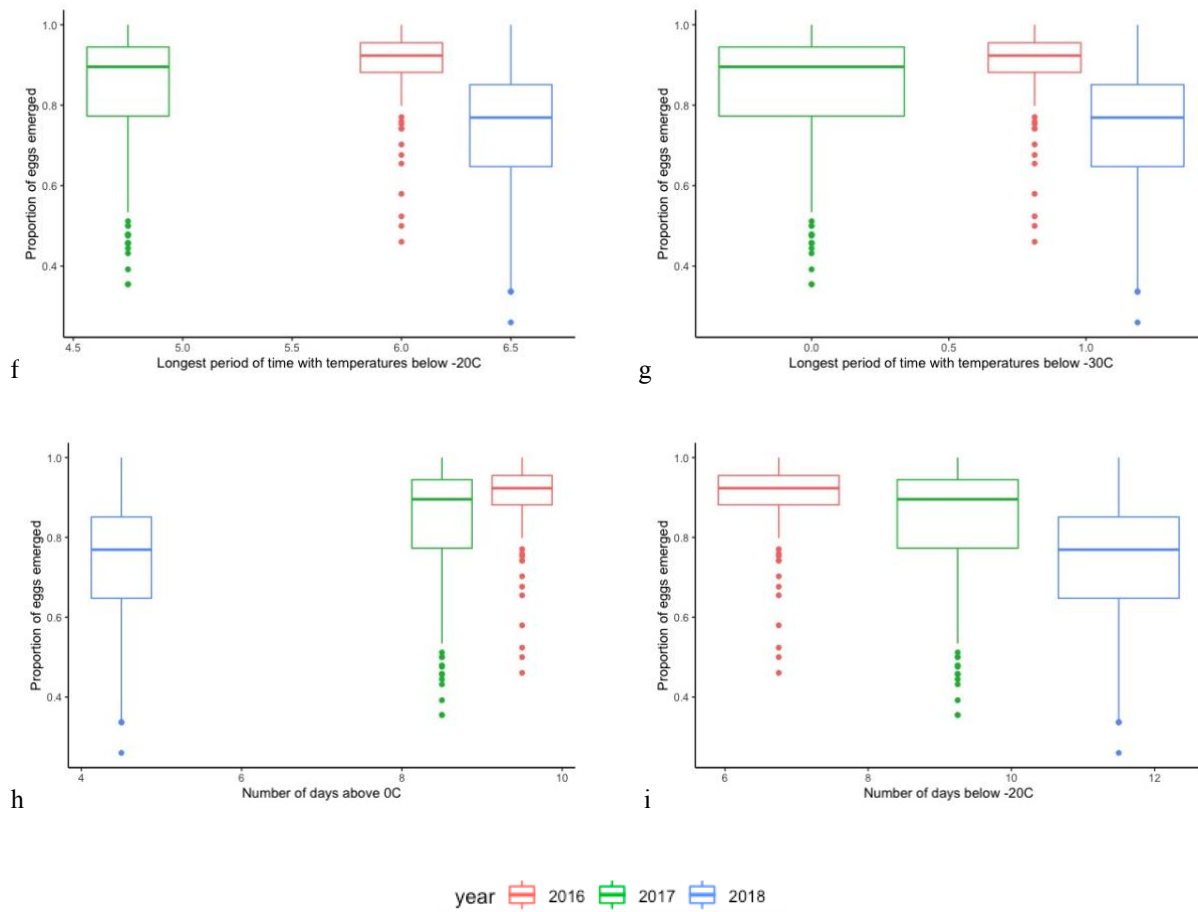 1.0
0.8
0.6
0.4
Proportion of eggs emerged
4.5 5.0 5.5 6.0 6.5
Longest period of time with temperatures below -20C
f
1.0
0.8
0.6
0.4
Proportion of eggs emerged
0.0 0.5 1.0
Longest period of time with temperatures below -30C
g
1.0
0.8
0.6
0.4
Proportion of eggs emerged
4 6 8 10
Number of days above 0C
h
1.0
0.8
0.6
0.4
Proportion of eggs emerged
6 8 10 12
Number of days below -20C
i
year 2016 2017 2018